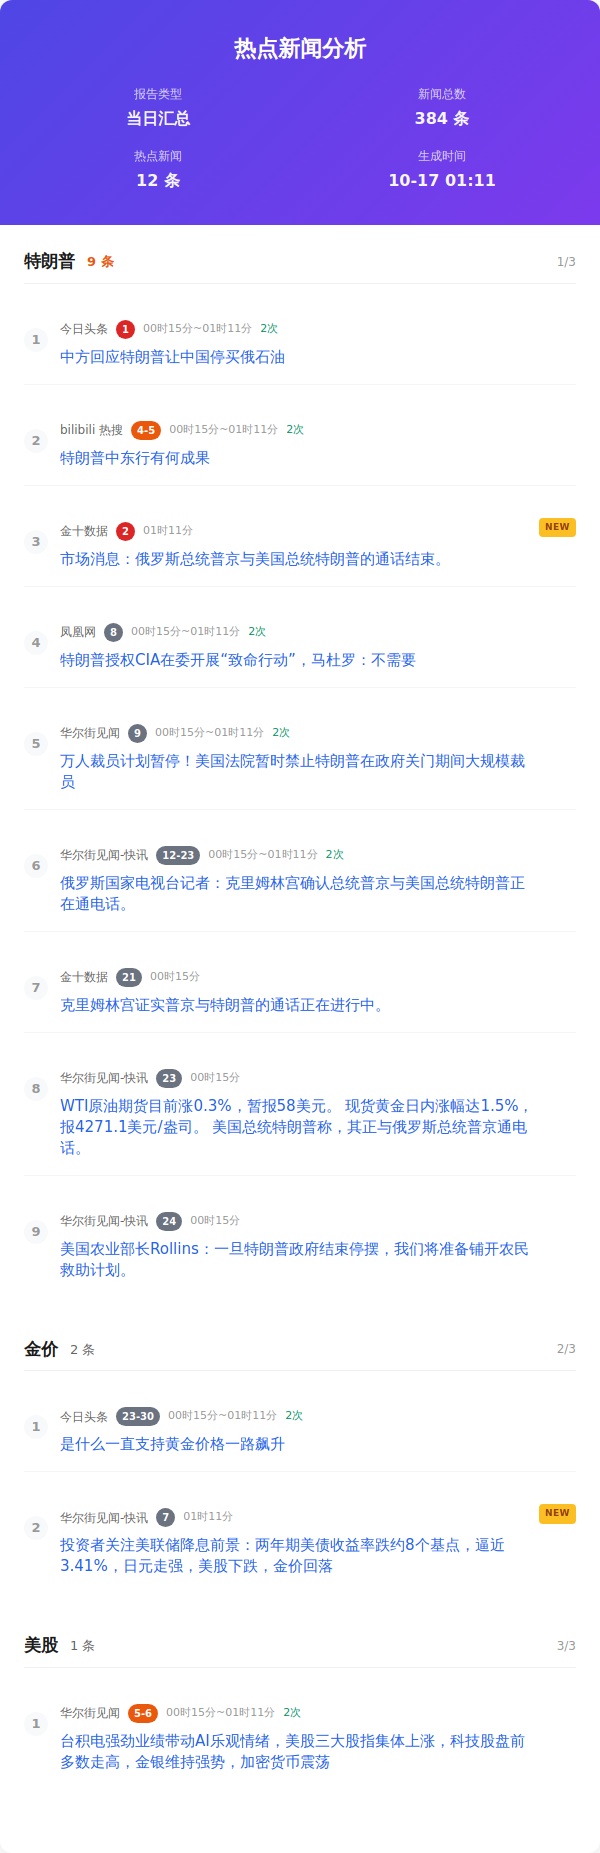 热点新闻分析
报告类型
新闻总数
当日汇总
384 条
热点新闻
生成时间
12 条
10-17 01:11
特朗普 9 条 1/3
1
今日头条 1 00时15分~01时11分 2次
中方回应特朗普让中国停买俄石油
2
bilibili 热搜 4-5 00时15分~01时11分 2次
特朗普中东行有何成果
3
金十数据 2 01时11分 NEW
市场消息：俄罗斯总统普京与美国总统特朗普的通话结束。
4
凤凰网 8 00时15分~01时11分 2次
特朗普授权CIA在委开展“致命行动”，马杜罗：不需要
5
华尔街见闻 9 00时15分~01时11分 2次
万人裁员计划暂停！美国法院暂时禁止特朗普在政府关门期间大规模裁
员
6
华尔街见闻-快讯 12-23 00时15分~01时11分 2次
俄罗斯国家电视台记者：克里姆林宫确认总统普京与美国总统特朗普正
在通电话。
7
金十数据 21 00时15分
克里姆林宫证实普京与特朗普的通话正在进行中。
8
华尔街见闻-快讯 23 00时15分
WTI原油期货目前涨0.3%，暂报58美元。 现货黄金日内涨幅达1.5%，
报4271.1美元/盎司。 美国总统特朗普称，其正与俄罗斯总统普京通电
话。
9
华尔街见闻-快讯 24 00时15分
美国农业部长Rollins：一旦特朗普政府结束停摆，我们将准备铺开农民
救助计划。
金价 2 条 2/3
1
今日头条 23-30 00时15分~01时11分 2次
是什么一直支持黄金价格一路飙升
2
华尔街见闻-快讯 7 01时11分 NEW
投资者关注美联储降息前景：两年期美债收益率跌约8个基点，逼近
3.41%，日元走强，美股下跌，金价回落
美股 1 条 3/3
1
华尔街见闻 5-6 00时15分~01时11分 2次
台积电强劲业绩带动AI乐观情绪，美股三大股指集体上涨，科技股盘前
多数走高，金银维持强势，加密货币震荡